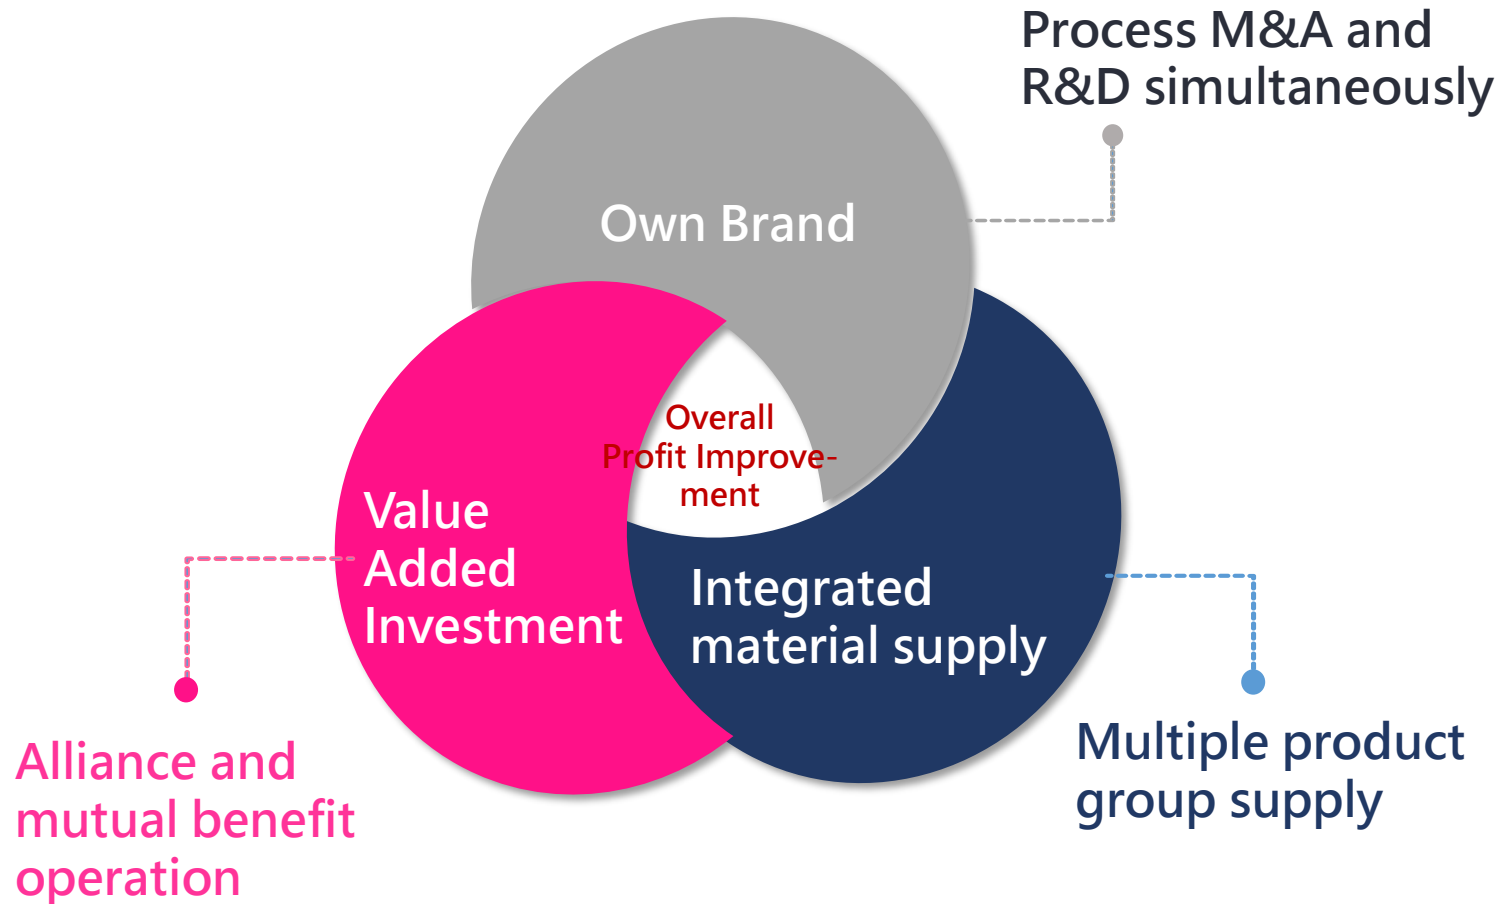 Process M&A and
R&D simultaneously
Own Brand
Overall
Profit Improve-
ment
Value
Added
Investment
Integrated
material supply
Alliance and
mutual benefit
operation
Multiple product
group supply